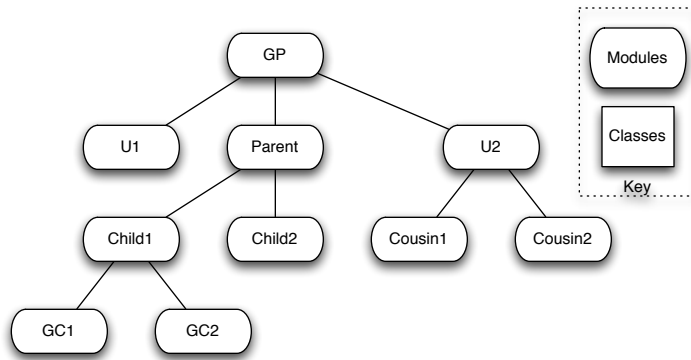 GP
Modules
U1
Parent
U2
Classes
Key
Child1
Child2
Cousin1
Cousin2
GC1
GC2